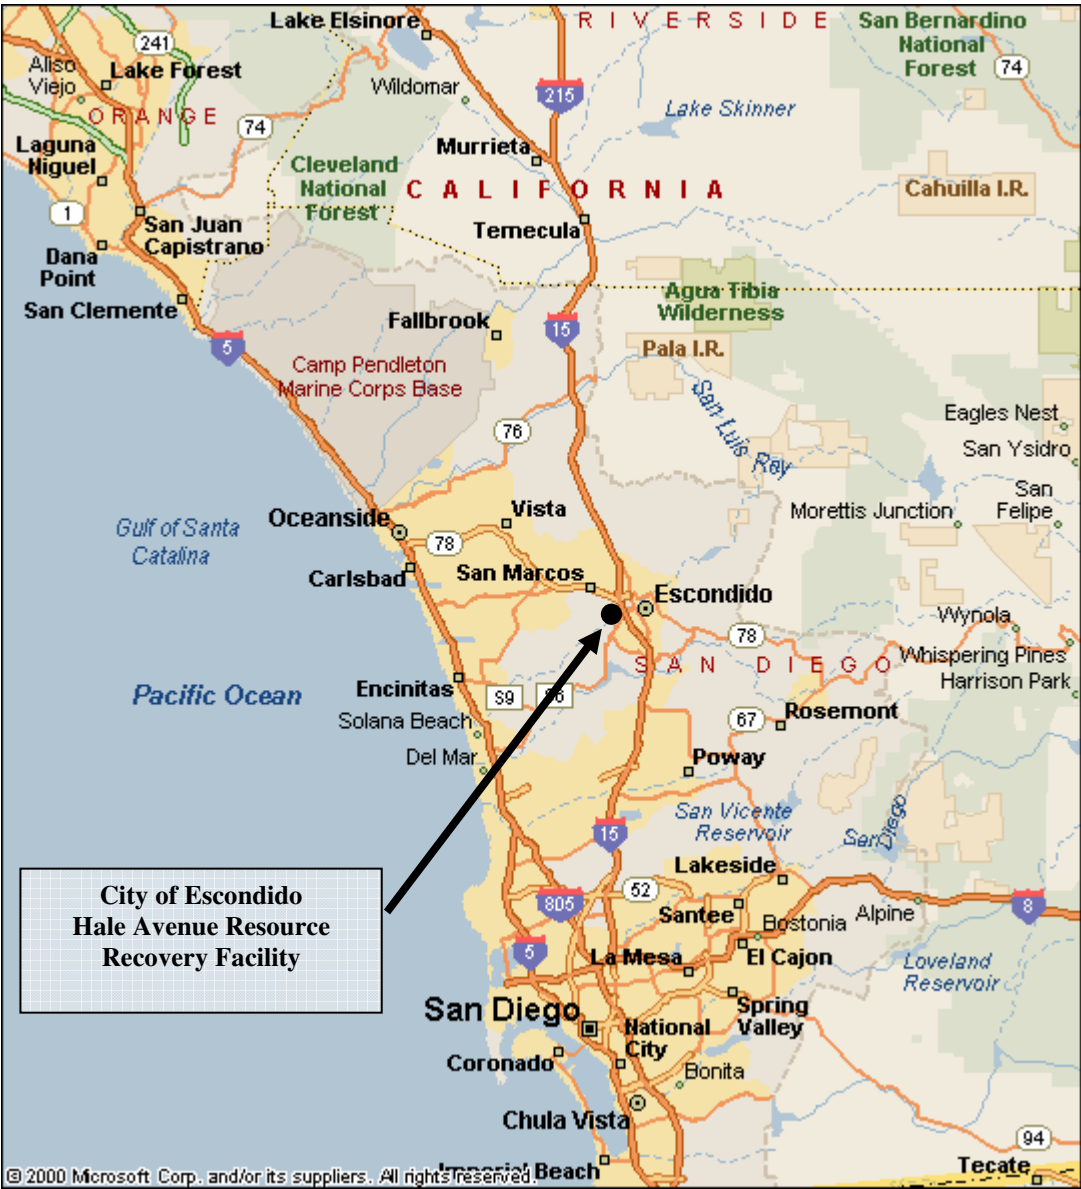 Lake Elsinore
R I V E R S I D E
San Bernardino
National
Forest
74
241
Aliso
Viejo
Lake Forest
Wildomar
215
Lake Skinner
O R A N G E
74
Laguna
Niguel
Murrieta
Cleveland
National
Forest
C A L I F O R N I A
Cahuilla I.R.
1
San Juan
Capistrano
Temecula
Dana
Point
San Clemente
Agua Tibia
Wilderness
Fallbrook
15
5
Pala I.R.
Camp Pendleton
Marine Corps Base
San Luis Rey
Eagles Nest
76
San Ysidro
San
Felipe
Morettis Junction
Vista
Oceanside
Gulf of Santa
Catalina
78
San Marcos
Carlsbad
Escondido
Wynola
78
S A N D I E G O
Whispering Pines
Harrison Park
Encinitas
Pacific Ocean
S9
S6
Solana Beach
67
Rosemont
Del Mar
Poway
San Vicente
Reservoir
San Diego
15
Lakeside
City of Escondido
Hale Avenue Resource
Recovery Facility
52
805
Santee
Bostonia
Alpine
8
5
La Mesa
El Cajon
Loveland
Reservoir
San Diego
Spring
Valley
National
City
Coronado
Bonita
Chula Vista
94
Imperial Beach
Tecate
© 2000 Microsoft Corp. and/or its suppliers. All rights reserved.